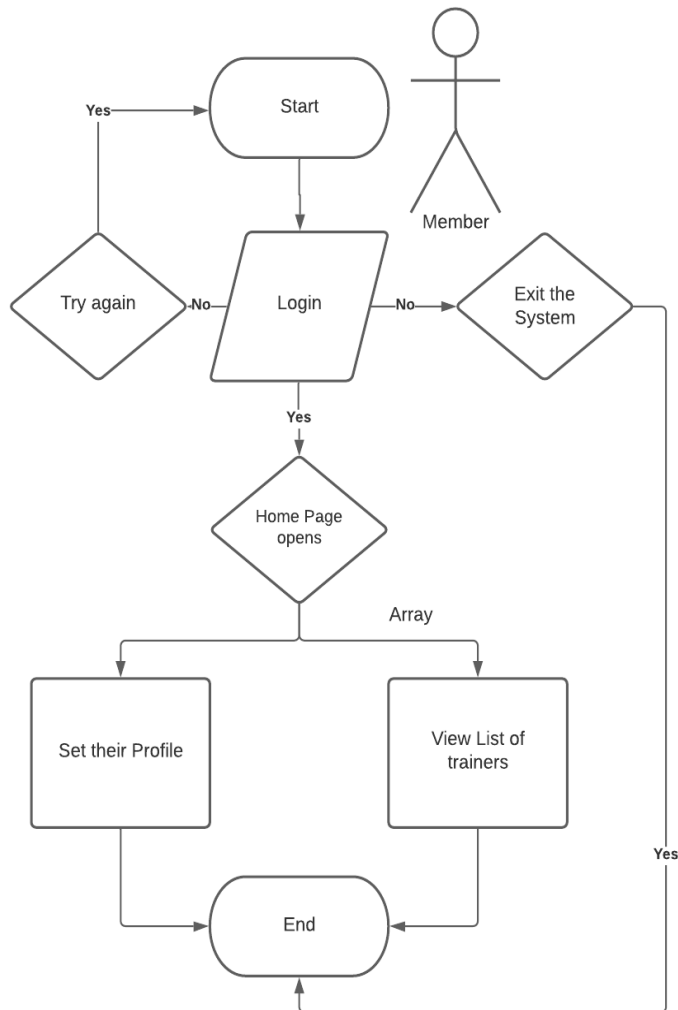 Yes
Start
Member
Try again
No
Login
No
Exit the
System
Yes
Home Page
opens
Array
Set their Profile
View List of
trainers
Yes
End